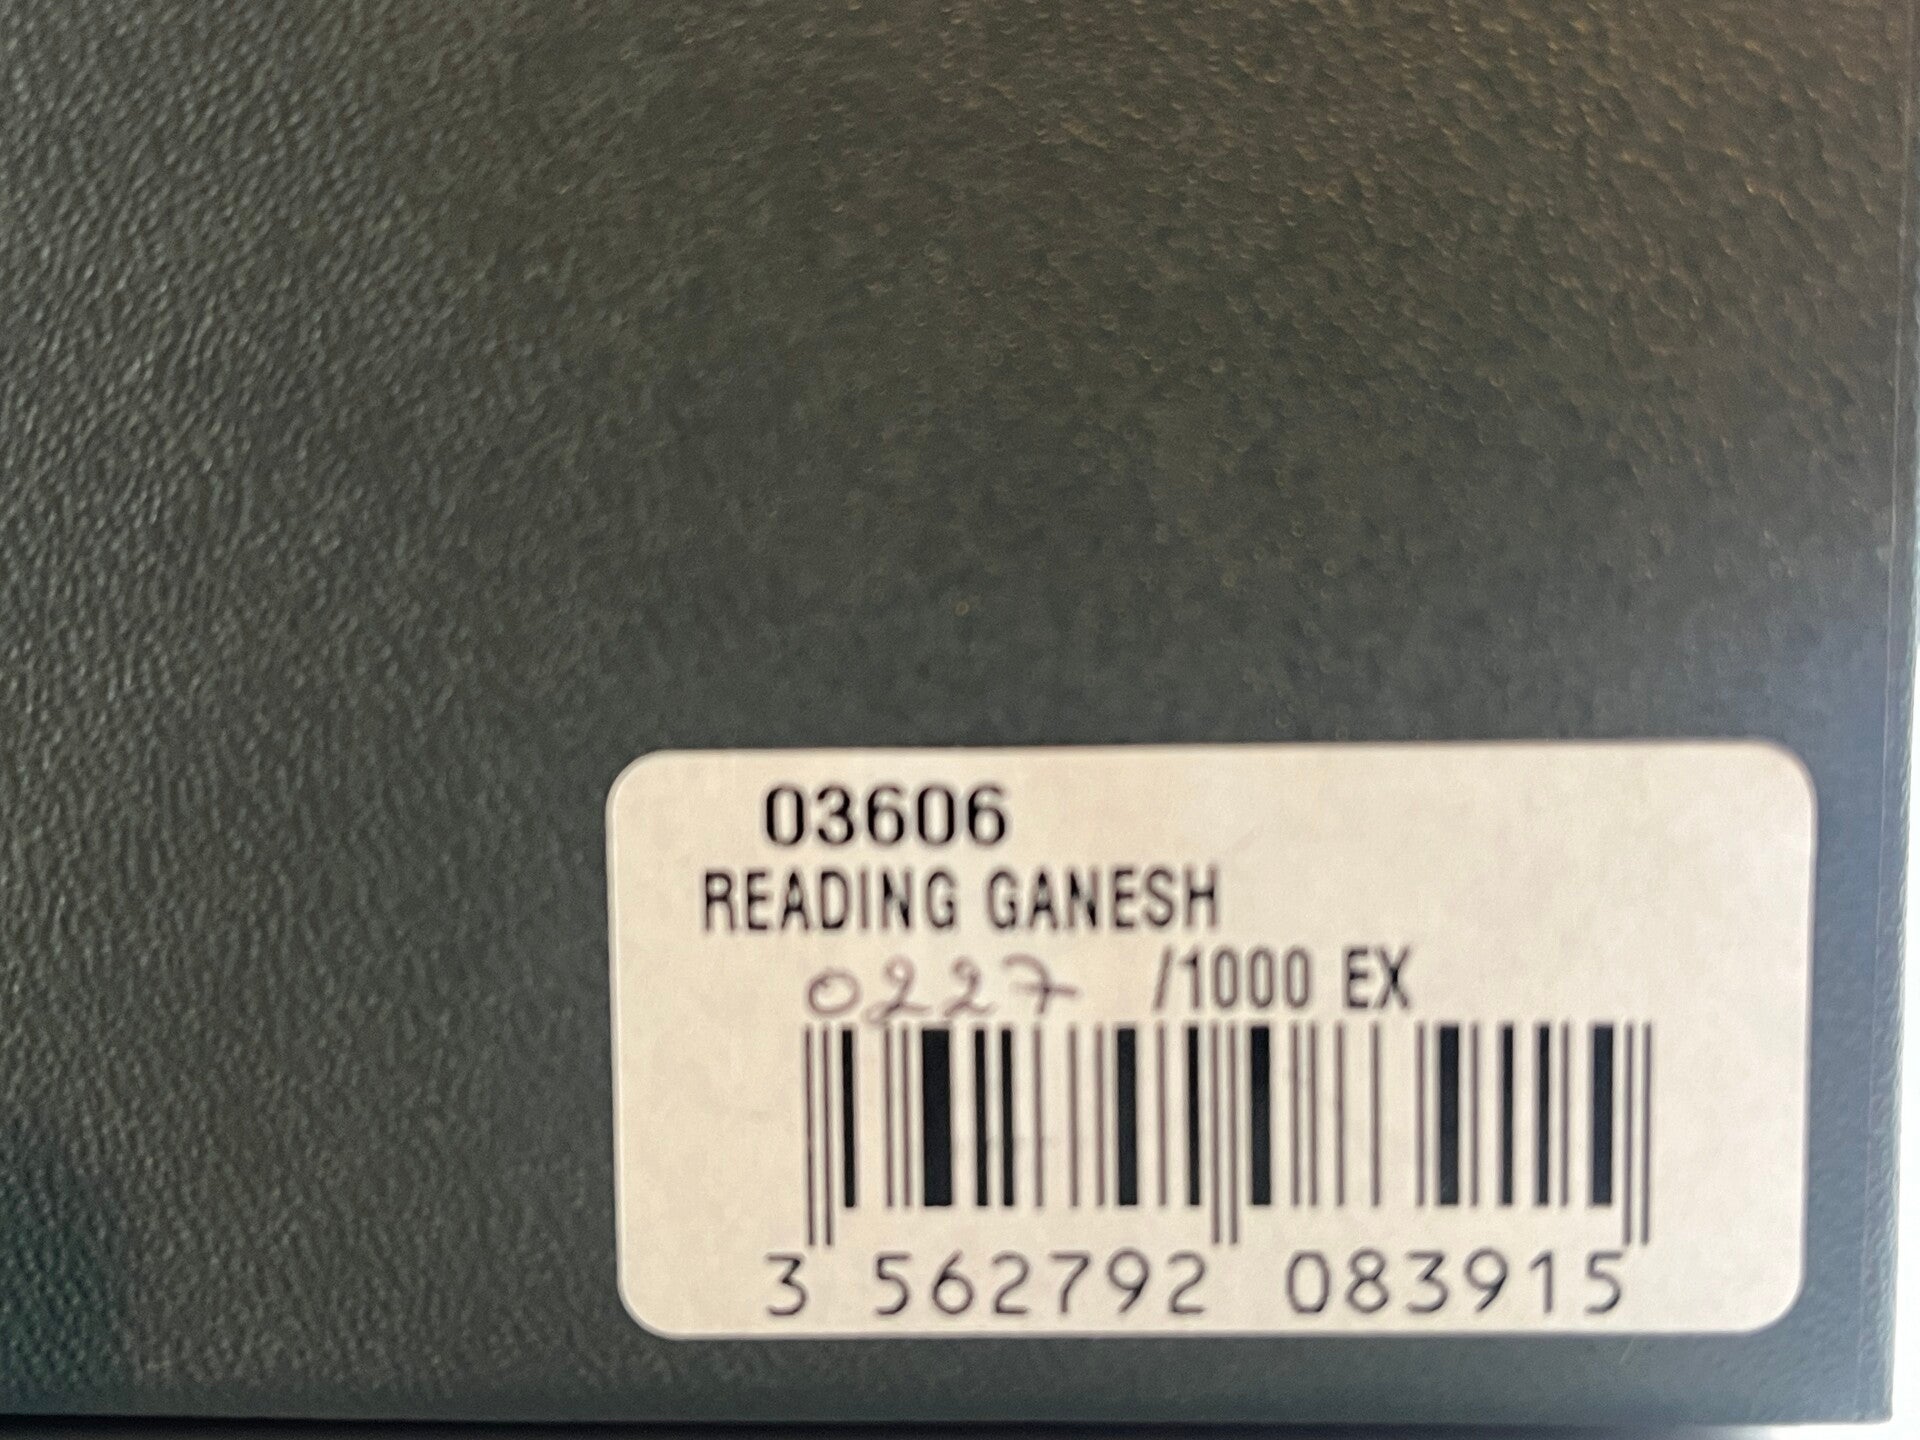 03606
READING GANESH
0227 /1000 EX
3 562792 083915